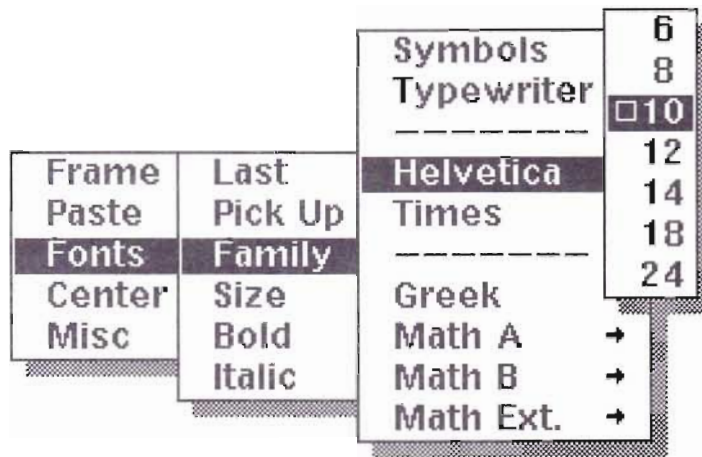 Frame
Paste
Fonts
Center
Misc
Last
Pick Up
Family
Size
Bold
Italic
Symbols
Typewriter
---------
Helvetica
Times
---------
Greek
Math A →
Math B →
Math Ext. →
6
8
10
12
14
18
24